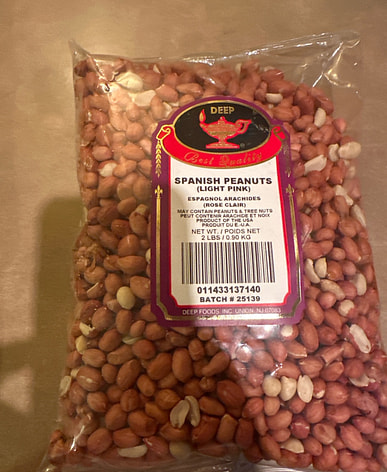 DEEP
Best Quality
SPANISH PEANUTS
(LIGHT PINK)
ESPAGNOL ARACHIDES
(ROSE CLAIR)
MAY CONTAIN PEANUTS & TREE NUTS
PEUT CONTENIR ARACHIDE ET NOIX
PRODUCT OF THE USA
PRODUIT DU E.-U.A.
NET WT. / POIDS NET
2 LBS / 0.90 KG
011433137140
BATCH # 25139
DEEP FOODS INC. UNION, NJ 07083